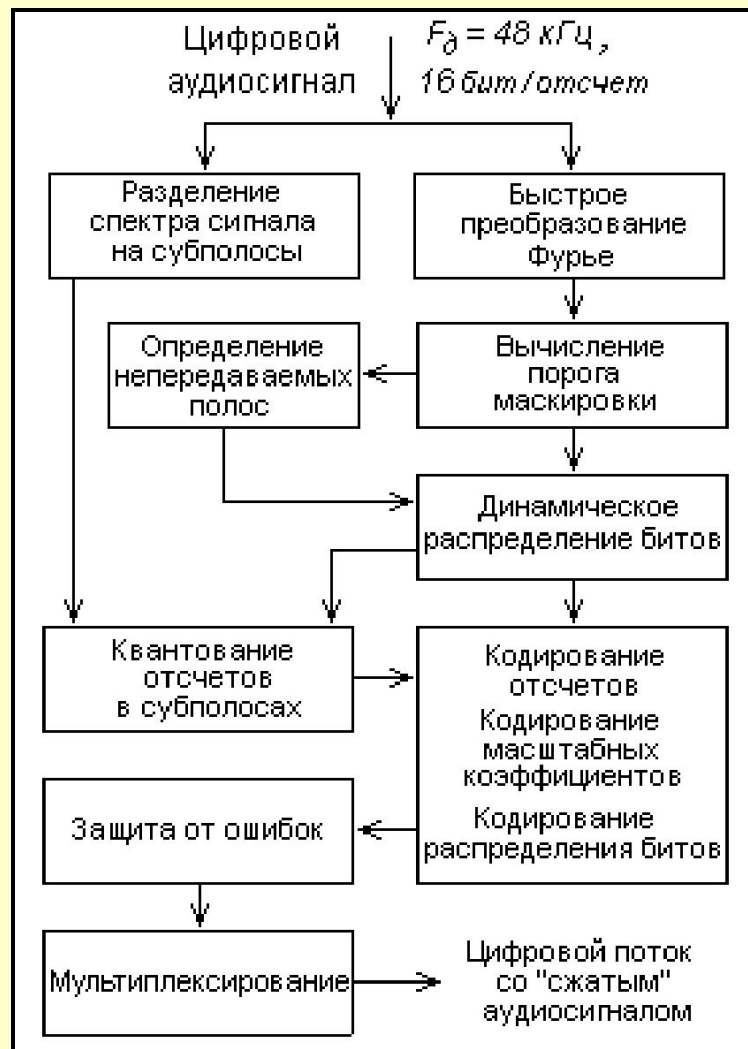 Цифровой
аудиосигнал
Fд = 48 кГц,
16 бит/отсчет
Разделение
спектра сигнала
на субполосы
Быстрое
преобразование
Фурье
Определение
непередаваемых
полос
Вычисление
порога
маскировки
Динамическое
распределение битов
Квантование
отсчетов
в субполосах
Кодирование
отсчетов
Кодирование
масштабных
коэффициентов
Кодирование
распределения битов
Защита от ошибок
Мультиплексирование
Цифровой поток
со "сжатым"
аудиосигналом